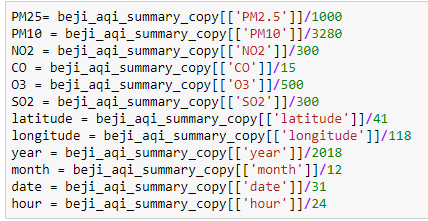 PM25= beji_aqi_summary_copy[['PM2.5']]/1000
PM10 = beji_aqi_summary_copy[['PM10']]/3280
NO2 = beji_aqi_summary_copy[['NO2']]/300
CO = beji_aqi_summary_copy[['CO']]/15
O3 = beji_aqi_summary_copy[['O3']]/500
SO2 = beji_aqi_summary_copy[['SO2']]/300
latitude = beji_aqi_summary_copy[['latitude']]/41
longitude = beji_aqi_summary_copy[['longitude']]/118
year = beji_aqi_summary_copy[['year']]/2018
month = beji_aqi_summary_copy[['month']]/12
date = beji_aqi_summary_copy[['date']]/31
hour = beji_aqi_summary_copy[['hour']]/24